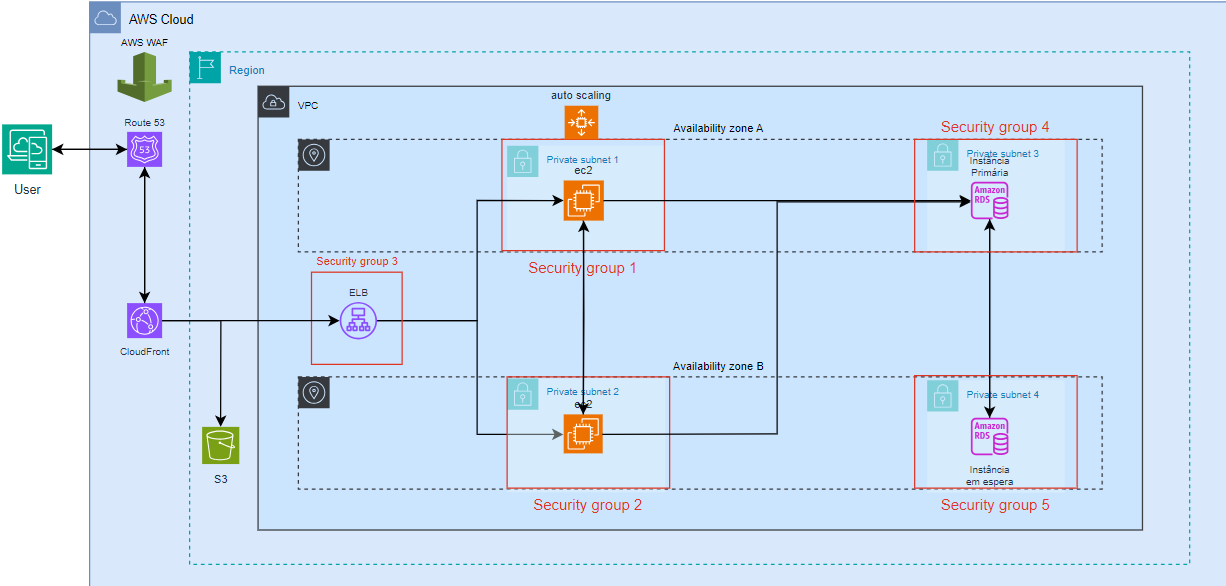 AWS Cloud
AWS WAF
Region
auto scaling
VPC
Route 53
53
Availability zone A
Security group 4
Private subnet 1
ec2
Private subnet 3
Instância
Primária
Amazon
RDS
User
Security group 3
Security group 1
ELB
CloudFront
Availability zone B
Private subnet 2
ec2
Private subnet 4
Amazon
RDS
S3
Instância
em espera
Security group 2
Security group 5